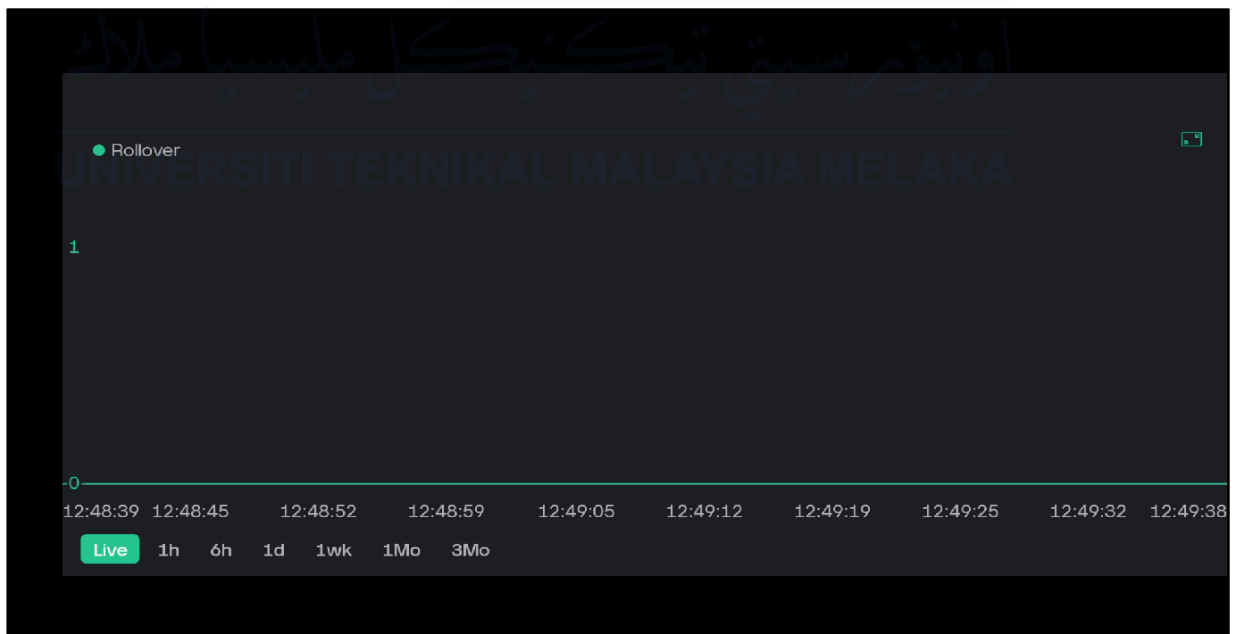 اونيۏرسيتي تيكنيكل مليسيا ملاك
Rollover
UNIVERSITI TEKNIKAL MALAYSIA MELAKA
1
0
12:48:39 12:48:45 12:48:52 12:48:59 12:49:05 12:49:12 12:49:19 12:49:25 12:49:32 12:49:38
Live 1h 6h 1d 1wk 1Mo 3Mo